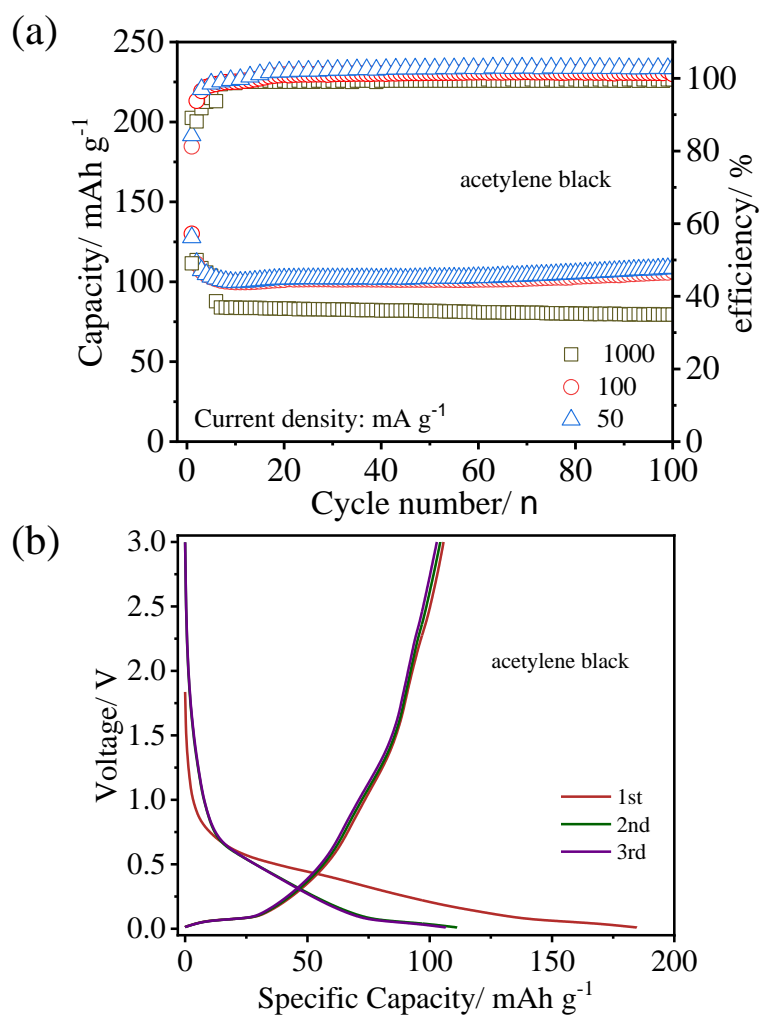 (a)
250
200
150
100
50
0
Capacity/ mAh g⁻¹
100
80
60
40
20
0
efficiency/ %
acetylene black
1000
100
50
Current density: mA g⁻¹
0 20 40 60 80 100
Cycle number/ n
(b)
3.0
2.5
2.0
1.5
1.0
0.5
0.0
Voltage/ V
acetylene black
1st
2nd
3rd
0 50 100 150 200
Specific Capacity/ mAh g⁻¹